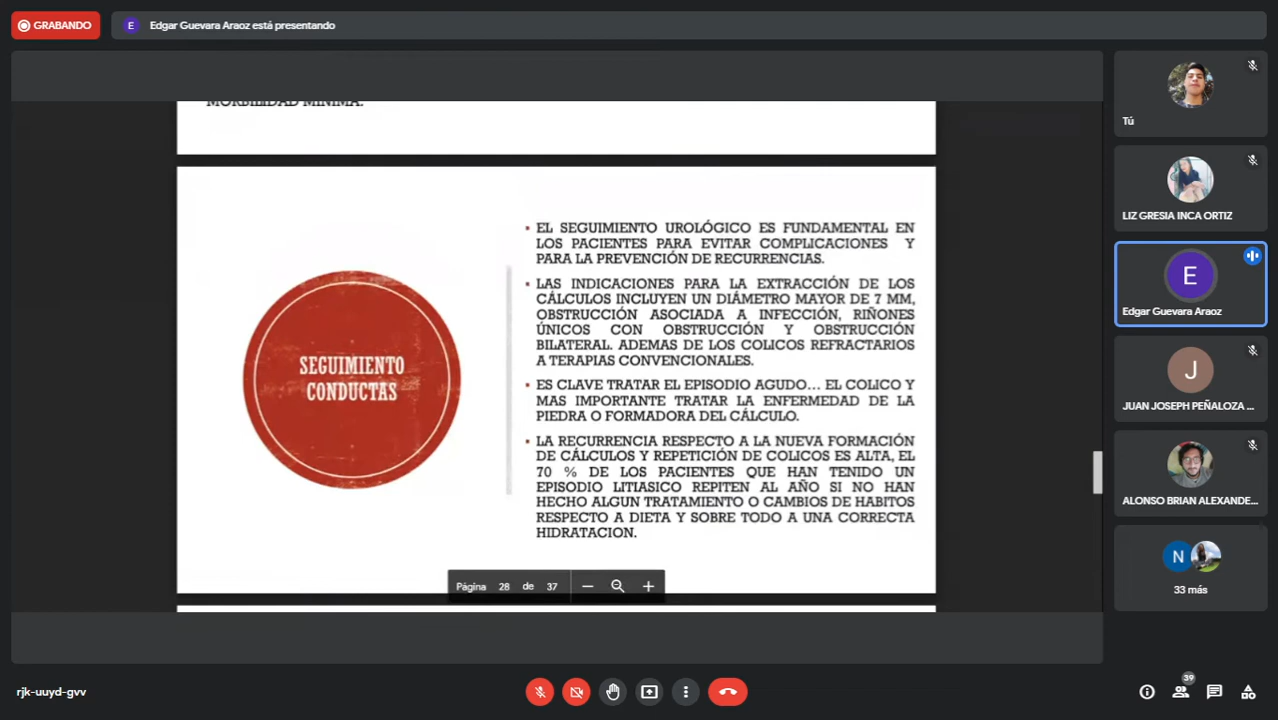 GRABANDO
E
Edgar Guevara Araoz está presentando
MORBILIDAD MÍNIMA.
SEGUIMIENTO
CONDUCTAS
• EL SEGUIMIENTO UROLÓGICO ES FUNDAMENTAL EN
LOS PACIENTES PARA EVITAR COMPLICACIONES Y
PARA LA PREVENCIÓN DE RECURRENCIAS.
• LAS INDICACIONES PARA LA EXTRACCIÓN DE LOS
CÁLCULOS INCLUYEN UN DIÁMETRO MAYOR DE 7 MM,
OBSTRUCCIÓN ASOCIADA A INFECCIÓN, RIÑONES
ÚNICOS CON OBSTRUCCIÓN Y OBSTRUCCIÓN
BILATERAL. ADEMAS DE LOS COLICOS REFRACTARIOS
A TERAPIAS CONVENCIONALES.
• ES CLAVE TRATAR EL EPISODIO AGUDO... EL COLICO Y
MAS IMPORTANTE TRATAR LA ENFERMEDAD DE LA
PIEDRA O FORMADORA DEL CÁLCULO.
• LA RECURRENCIA RESPECTO A LA NUEVA FORMACIÓN
DE CÁLCULOS Y REPETICIÓN DE COLICOS ES ALTA, EL
70 % DE LOS PACIENTES QUE HAN TENIDO UN
EPISODIO LITIASICO REPITEN AL AÑO SI NO HAN
HECHO ALGUN TRATAMIENTO O CAMBIOS DE HABITOS
RESPECTO A DIETA Y SOBRE TODO A UNA CORRECTA
HIDRATACION.
Página 28 de 37
Tú
LIZ GRESIA INCA ORTIZ
E
Edgar Guevara Araoz
J
JUAN JOSEPH PEÑALOZA ...
ALONSO BRIAN ALEXANDE...
N
33 más
rjk-uuyd-gvv
39